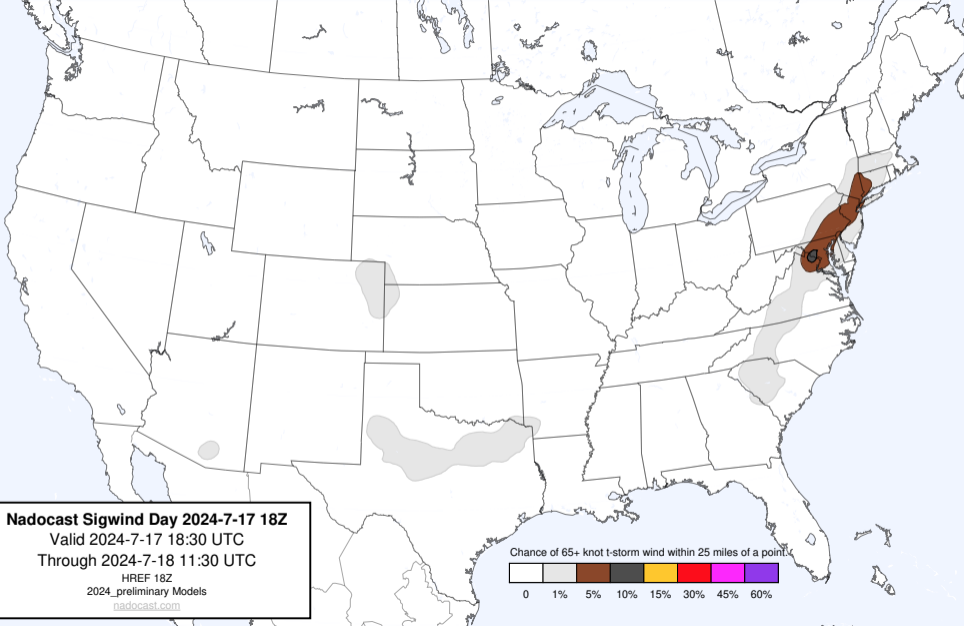 Nadocast Sigwind Day 2024-7-17 18Z
Valid 2024-7-17 18:30 UTC
Through 2024-7-18 11:30 UTC
HREF 18Z
2024_preliminary Models
nadocast.com
Chance of 65+ knot t-storm wind within 25 miles of a point.
0 1% 5% 10% 15% 30% 45% 60%